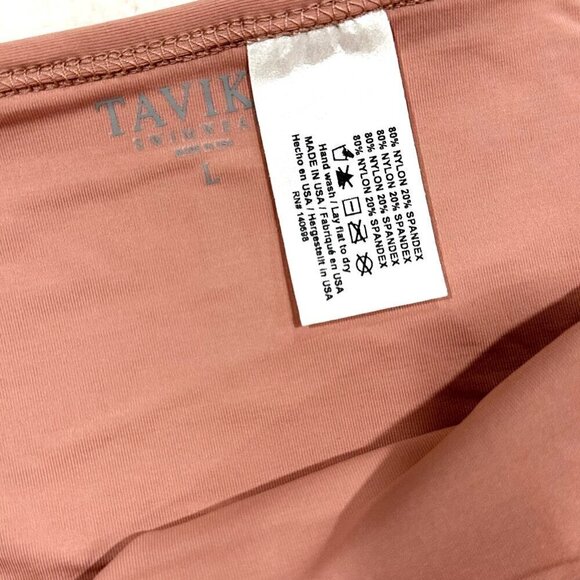 TAVIK
SWIMWEA
L
80% NYLON 20% SPANDEX
80% NYLON 20% SPANDEX
80% NYLON 20% SPANDEX
80% NYLON 20% SPANDEX
Hand wash / Lay flat to dry
MADE IN USA / Fabriqué en USA
Hecho en USA / Hergestellt in USA
RN# 140698